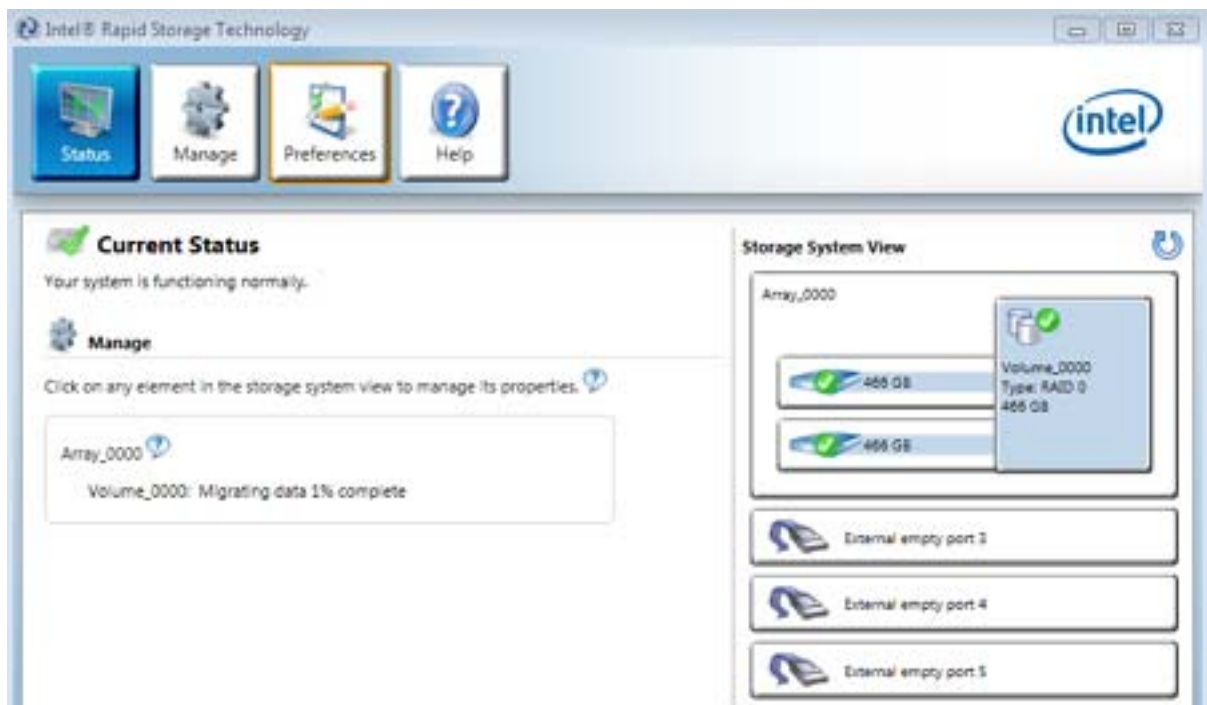 Intel® Rapid Storage Technology
Status
Manage
Preferences
Help
intel
Current Status
Your system is functioning normally.
Manage
Click on any element in the storage system view to manage its properties.
Array_0000
Volume_0000: Migrating data 1% complete
Storage System View
Array_0000
466 GB
466 GB
Volume_0000
Type: RAID 0
466 GB
External empty port 3
External empty port 4
External empty port 5